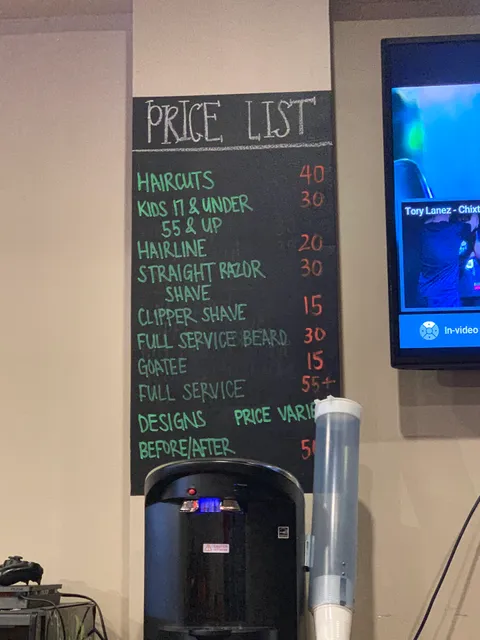 PRICE LIST
HAIRCUTS 40
KIDS 17 & UNDER 30
55 & UP
HAIRLINE 20
STRAIGHT RAZOR 30
SHAVE
CLIPPER SHAVE 15
FULL SERVICE BEARD 30
GOATEE 15
FULL SERVICE 55+
DESIGNS PRICE VARIE
BEFORE/AFTER
Tory Lanez - Chixt
In-video